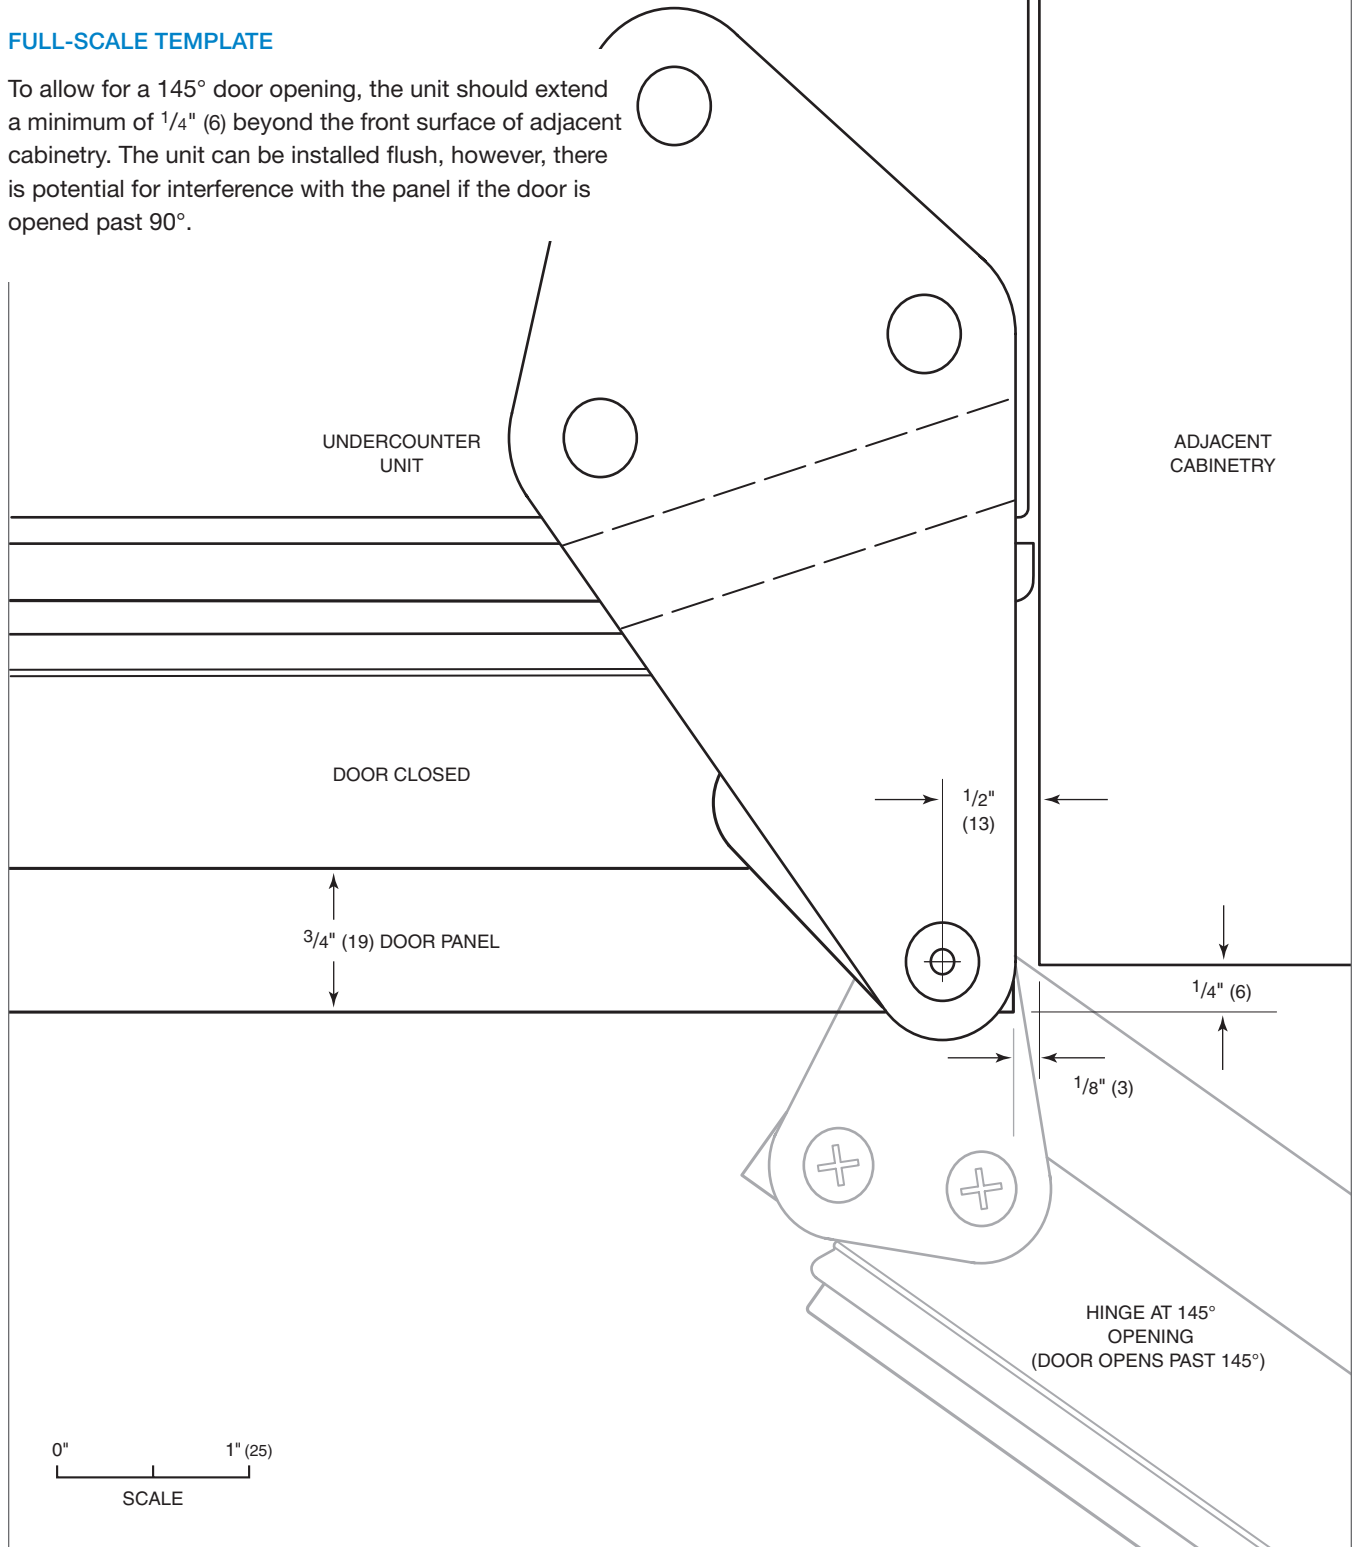 FULL-SCALE TEMPLATE
To allow for a 145° door opening, the unit should extend
a minimum of 1/4" (6) beyond the front surface of adjacent
cabinetry. The unit can be installed flush, however, there
is potential for interference with the panel if the door is
opened past 90°.
UNDERCOUNTER
UNIT
ADJACENT
CABINETRY
DOOR CLOSED
1/2"
(13)
3/4" (19) DOOR PANEL
1/4" (6)
1/8" (3)
HINGE AT 145°
OPENING
(DOOR OPENS PAST 145°)
0" 1" (25)
SCALE